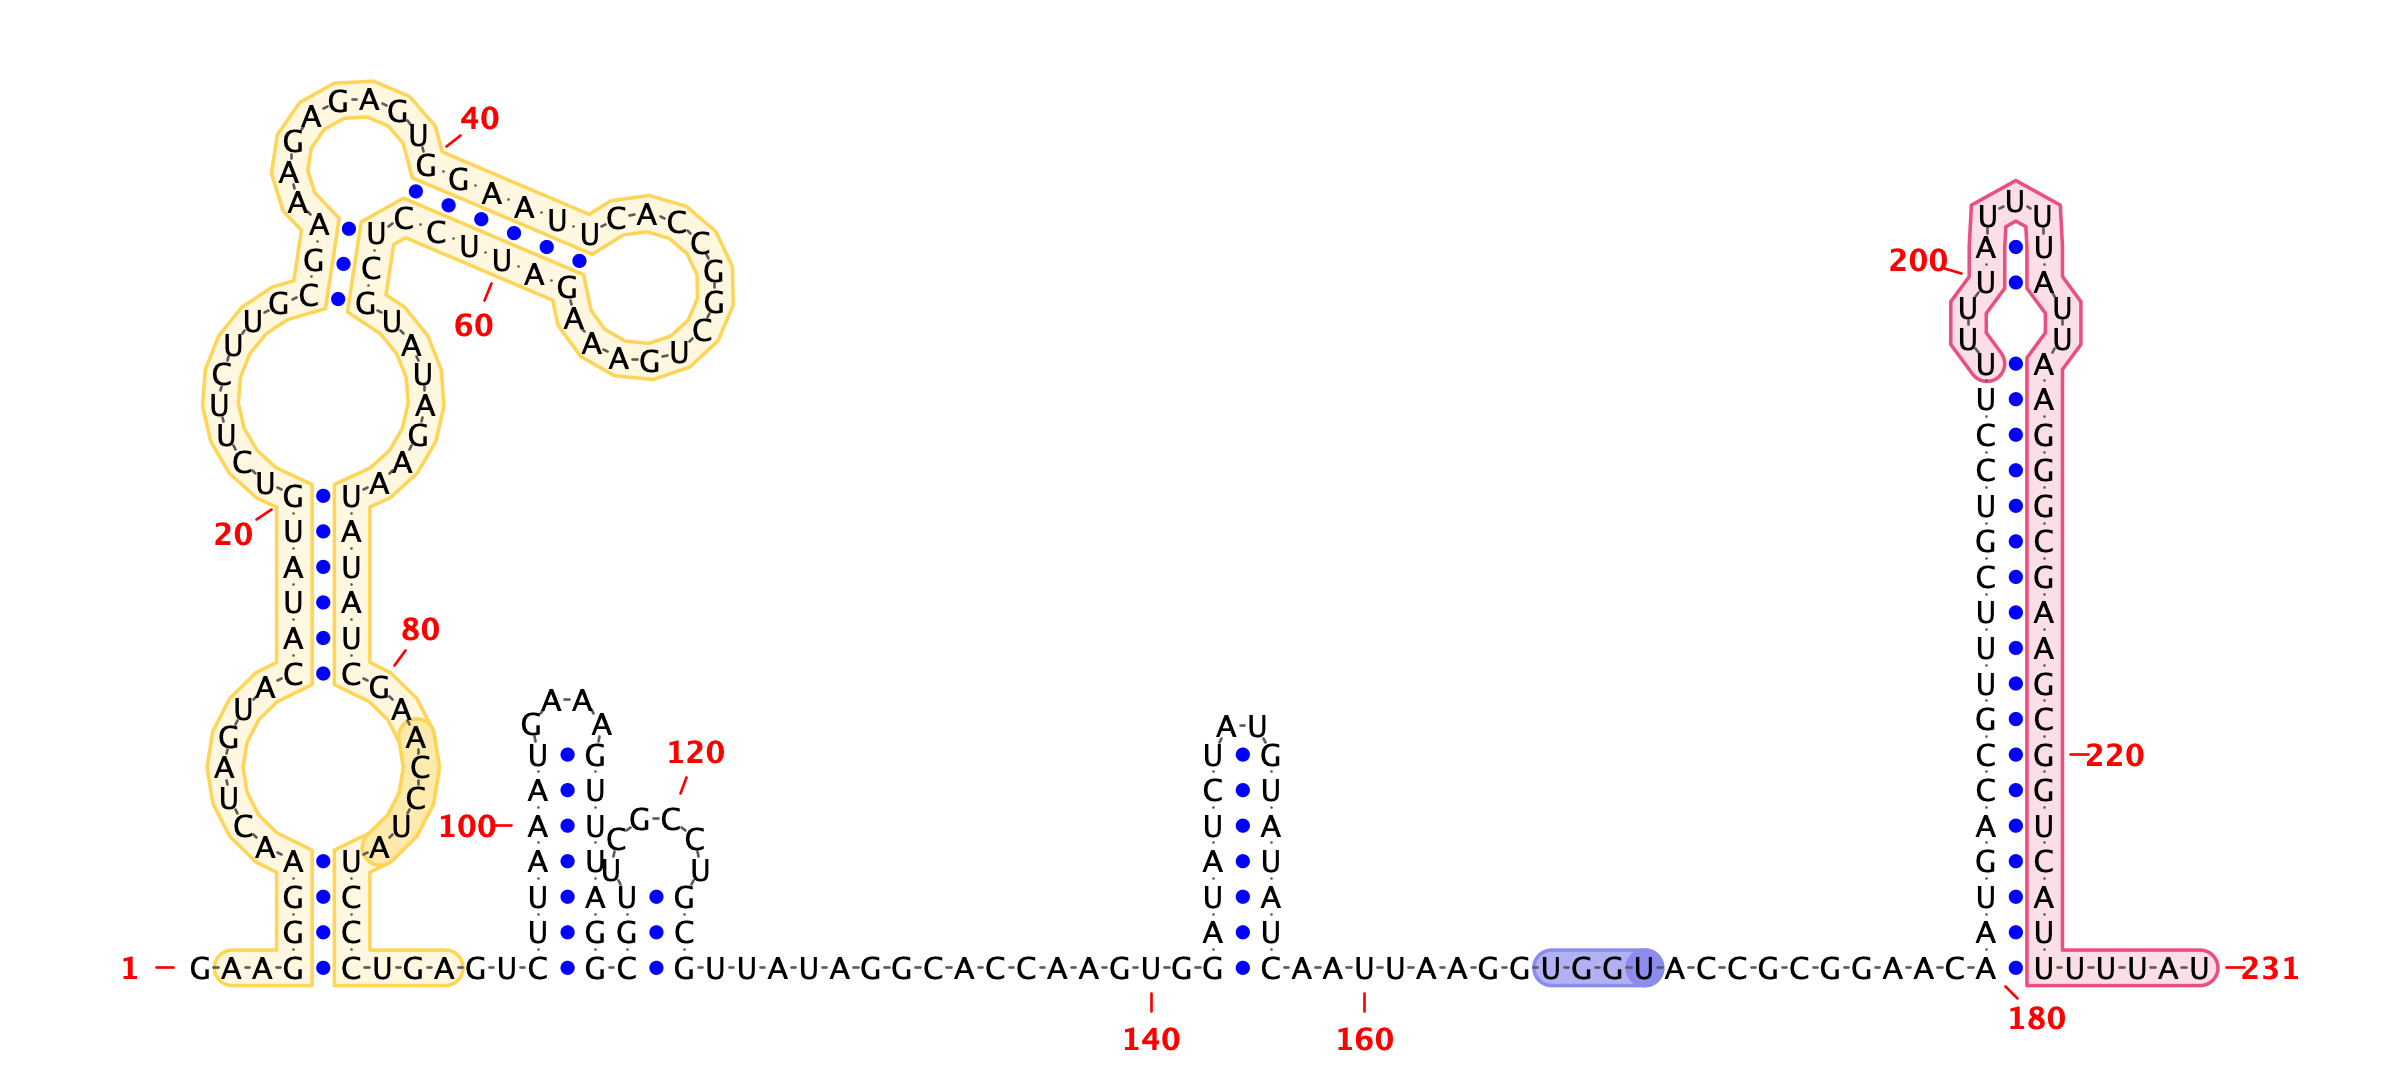 1
G-A-A-G·G·G·A-A-C-U-A-G-U-A-C·A·U·A·U·G
20
U-C-U-U-C-U-U-G-C·G·A-A-A-G-A-G-A-G-U-G
40
G·A·A·U·U-C-A-C-C-G-G-C-U-G-A-A-A-G·A·U
60
U·C·C-U·C·G-U-A-U-A-G-A-A-U·A·U·A·U·C-G
80
A-A-C-C-U-A-U·C·C·C-U-G-A-G-U-C·U·U·A·A
100
A·U-G-A-A-A-G·U·U·U·A·G·G-C·G·U-U-C-G-C
120
C-U-G·C·G-U-U-A-U-A-G-G-C-A-C-C-A-A-G-U
140
G-G·A·U·A·U·C·U-A-U-G·U·A·U·A·U·C-A-A-U
160
U-A-A-G-G-U-G-G-U-A-C-C-G-C-G-G-A-A-C-A
180
A·U·G·A·C·C·G·U·U·U·C·G·U·C·C·U·U-U-U-U
200
A-U-U-U-U·A-U-U-A·A·G·G·G·C·G·A·A·G·C·G
220
G·U·C·A·U·U-U-U-U-A-U
231